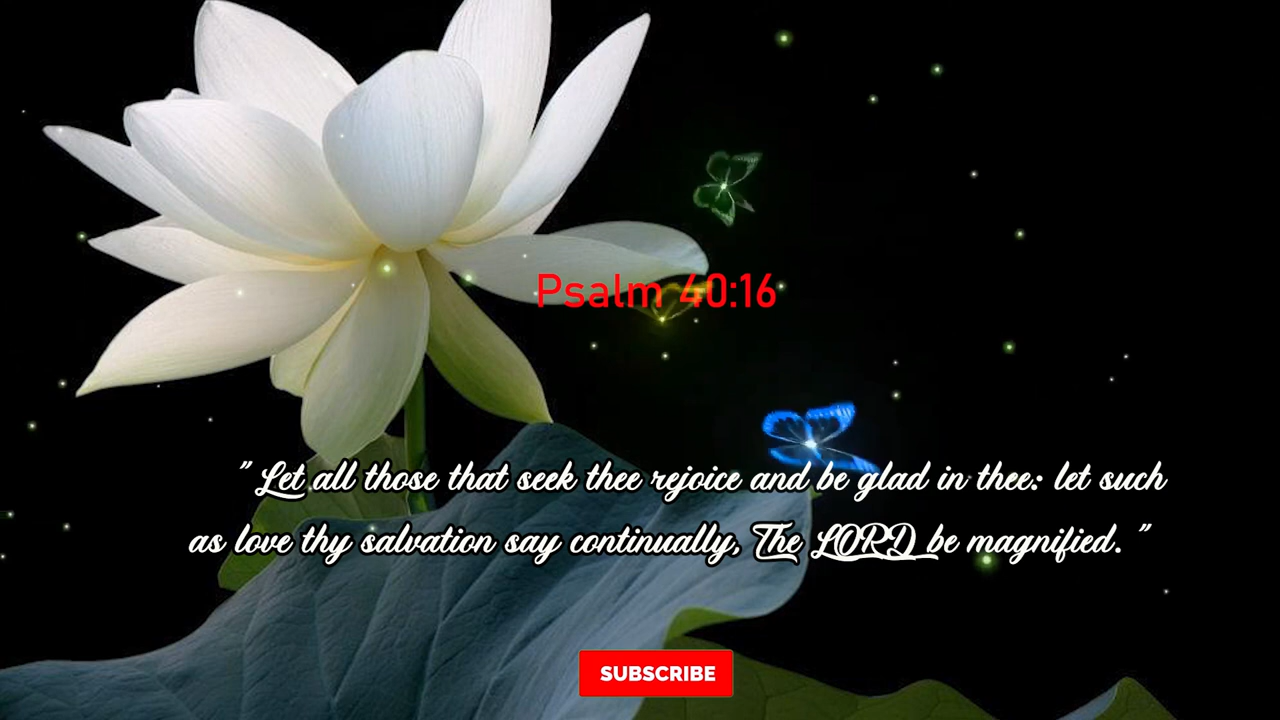 Psalm 40:16
" Let all those that seek thee rejoice and be glad in thee: let such
as love thy salvation say continually, The LORD be magnified. "
SUBSCRIBE